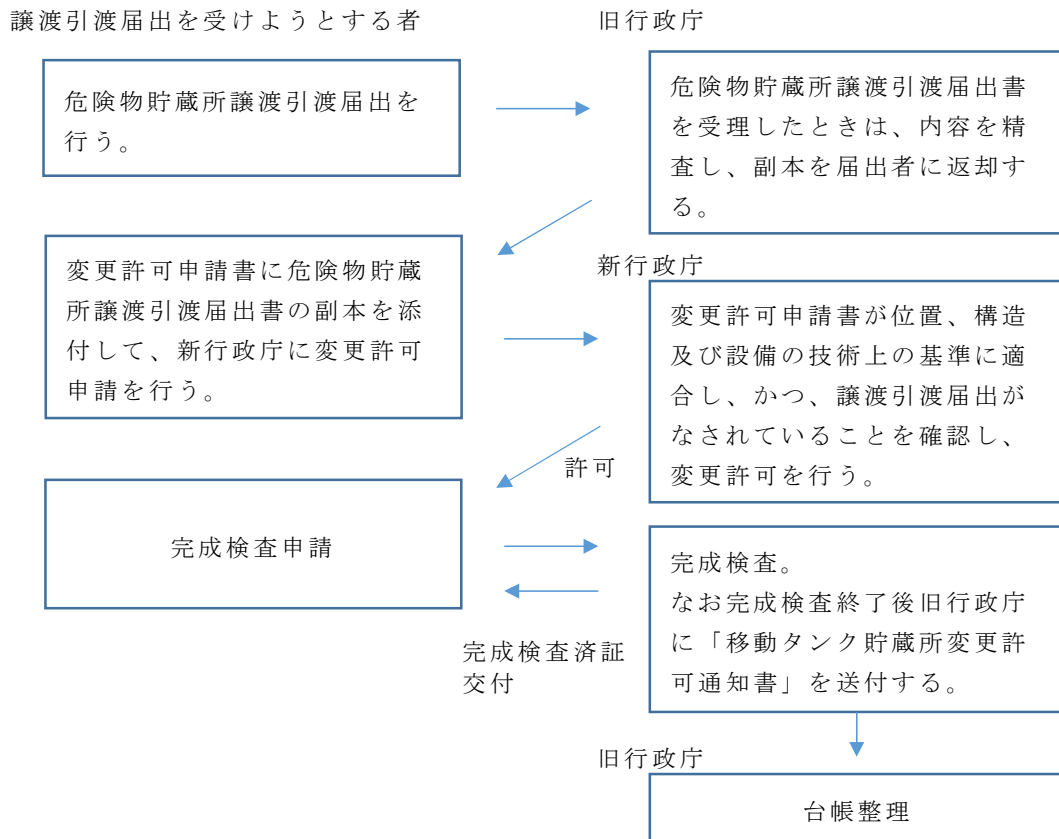 譲渡引渡届出を受けようとする者
旧行政庁
危険物貯蔵所譲渡引渡届出を
行う。
危険物貯蔵所譲渡引渡届出書
を受理したときは、内容を精
査し、副本を届出者に返却す
る。
変更許可申請書に危険物貯蔵
所譲渡引渡届出書の副本を添
付して、新行政庁に変更許可
申請を行う。
新行政庁
変更許可申請書が位置、構造
及び設備の技術上の基準に適
合し、かつ、譲渡引渡届出が
なされていることを確認し、
変更許可を行う。
許可
完成検査申請
完成検査。
なお完成検査終了後旧行政庁
に「移動タンク貯蔵所変更許
可通知書」を送付する。
完成検査済証
交付
旧行政庁
台帳整理